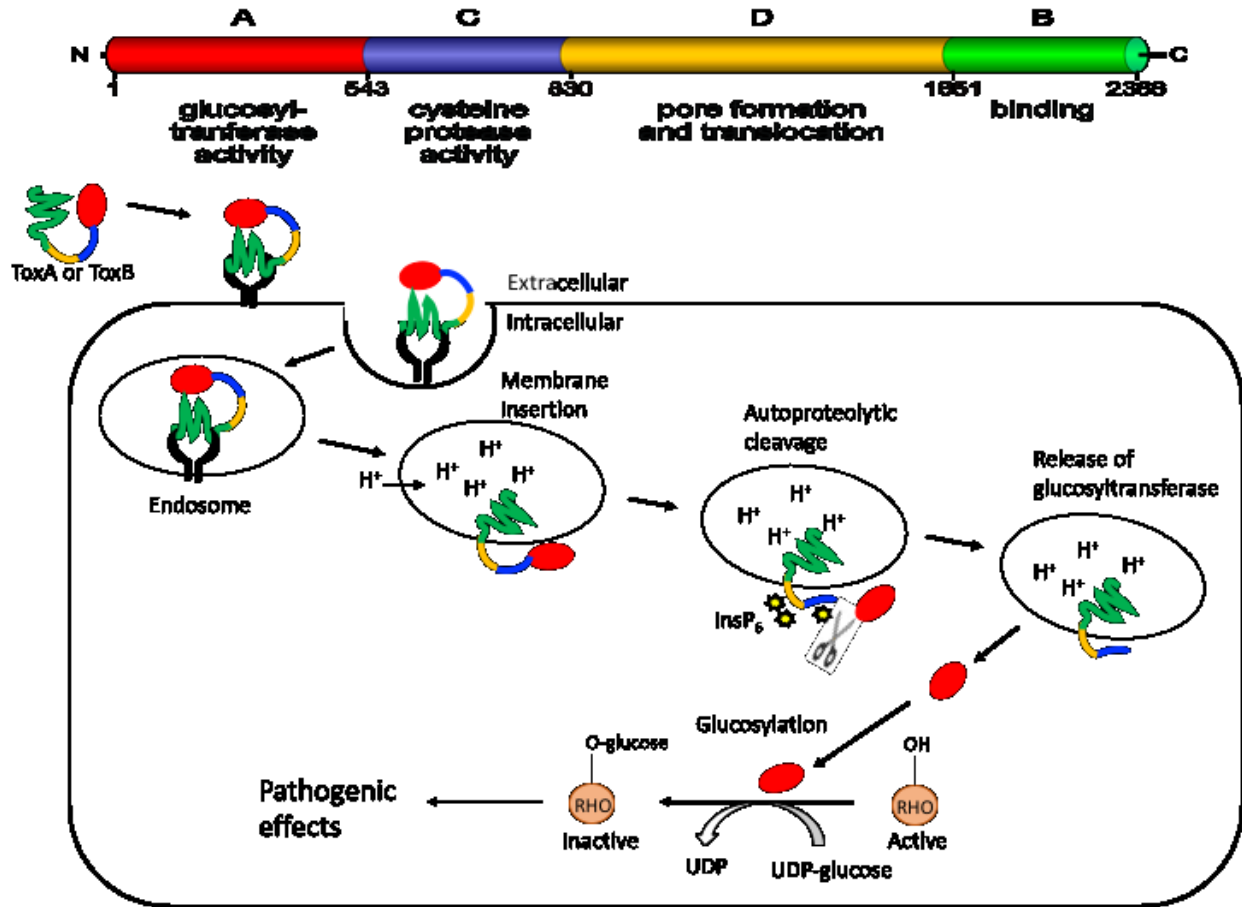 A C D B
N C
1 543 830 1851 2366
glucosyl- cysteine pore formation binding
tranferase protease and translocation
activity activity
ToxA or ToxB
Extracellular
Intracellular
Membrane
insertion
Autoproteolytic
cleavage
Release of
glucosyltransferase
Endosome
H⁺
H⁺ H⁺
H⁺ H⁺
H⁺
H⁺
H⁺ H⁺
H⁺
H⁺
H⁺ H⁺
H⁺
InsP₆
Glucosylation
O-glucose
OH
RHO
RHO
Inactive
Active
Pathogenic
effects
UDP
UDP-glucose